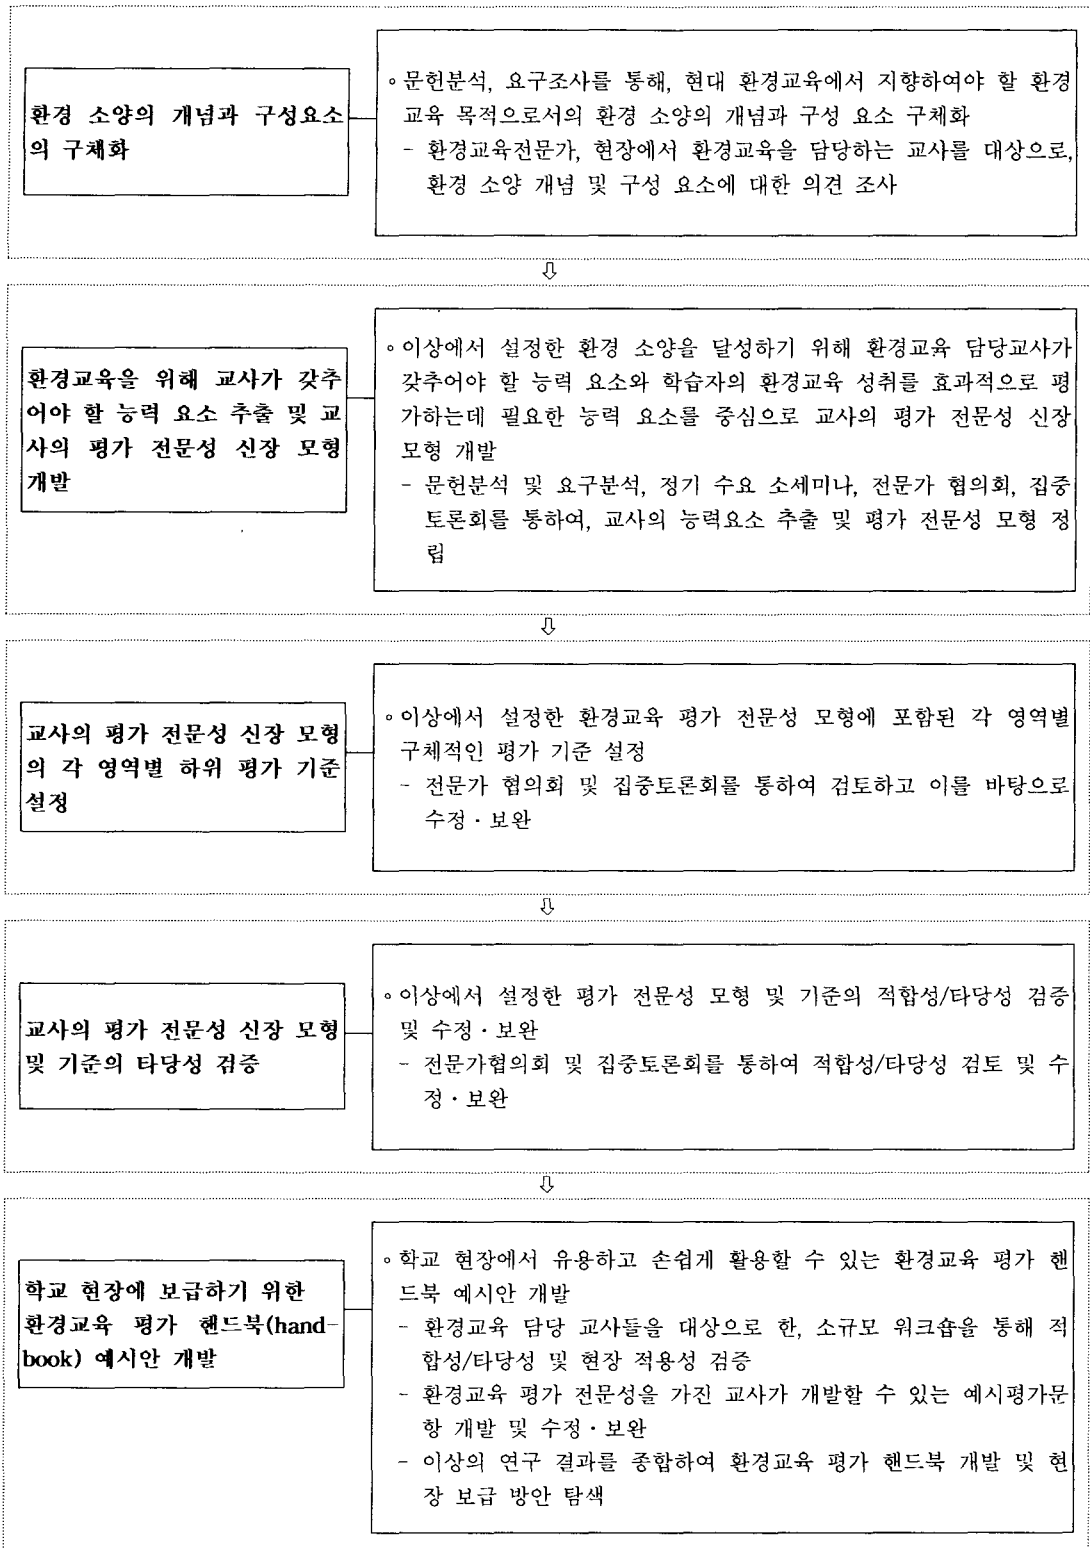 환경 소양의 개념과 구성요소
의 구체화
◦ 문헌분석, 요구조사를 통해, 현대 환경교육에서 지향하여야 할 환경
교육 목적으로서의 환경 소양의 개념과 구성 요소 구체화
- 환경교육전문가, 현장에서 환경교육을 담당하는 교사를 대상으로,
환경 소양 개념 및 구성 요소에 대한 의견 조사
⇩
환경교육을 위해 교사가 갖추
어야 할 능력 요소 추출 및 교
사의 평가 전문성 신장 모형
개발
◦ 이상에서 설정한 환경 소양을 달성하기 위해 환경교육 담당교사가
갖추어야 할 능력 요소와 학습자의 환경교육 성취를 효과적으로 평
가하는데 필요한 능력 요소를 중심으로 교사의 평가 전문성 신장
모형 개발
- 문헌분석 및 요구분석, 정기 수요 소세미나, 전문가 협의회, 집중
토론회를 통하여, 교사의 능력요소 추출 및 평가 전문성 모형 정
립
⇩
교사의 평가 전문성 신장 모형
의 각 영역별 하위 평가 기준
설정
◦ 이상에서 설정한 환경교육 평가 전문성 모형에 포함된 각 영역별
구체적인 평가 기준 설정
- 전문가 협의회 및 집중토론회를 통하여 검토하고 이를 바탕으로
수정 · 보완
⇩
교사의 평가 전문성 신장 모형
및 기준의 타당성 검증
◦ 이상에서 설정한 평가 전문성 모형 및 기준의 적합성/타당성 검증
및 수정 · 보완
- 전문가협의회 및 집중토론회를 통하여 적합성/타당성 검토 및 수
정 · 보완
⇩
학교 현장에 보급하기 위한
환경교육 평가 핸드북(hand-
book) 예시안 개발
◦ 학교 현장에서 유용하고 손쉽게 활용할 수 있는 환경교육 평가 핸
드북 예시안 개발
- 환경교육 담당 교사들을 대상으로 한, 소규모 워크숍을 통해 적
합성/타당성 및 현장 적용성 검증
- 환경교육 평가 전문성을 가진 교사가 개발할 수 있는 예시평가문
항 개발 및 수정 · 보완
- 이상의 연구 결과를 종합하여 환경교육 평가 핸드북 개발 및 현
장 보급 방안 탐색